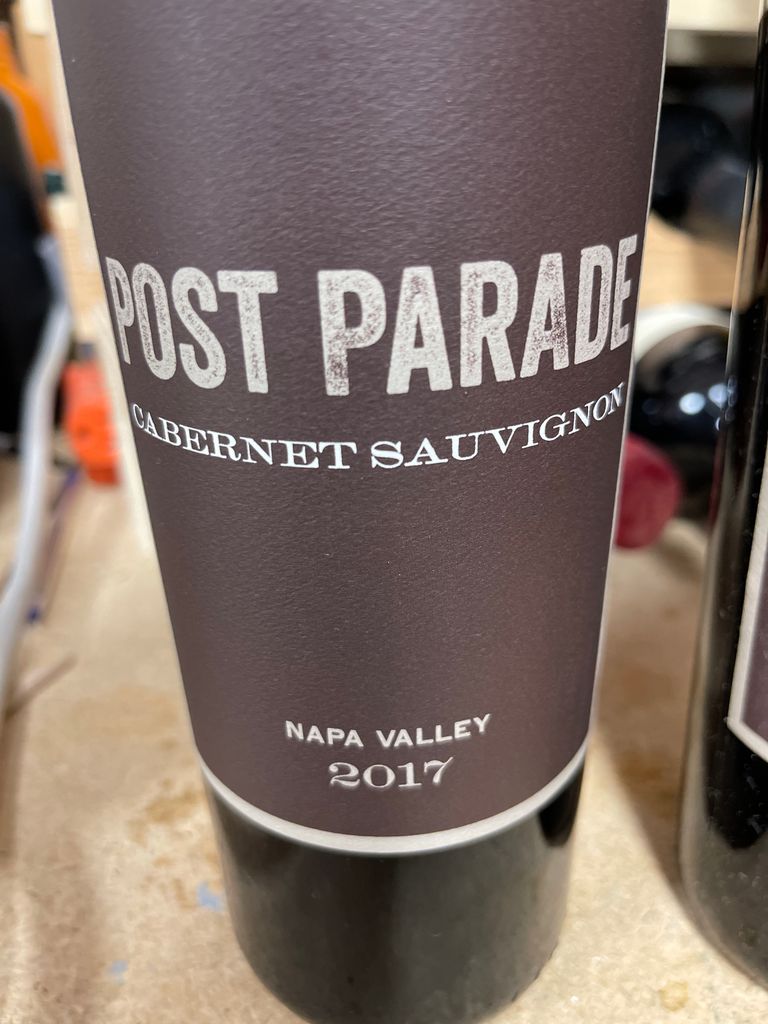 POST PARADE
CABERNET SAUVIGNON
NAPA VALLEY
2017